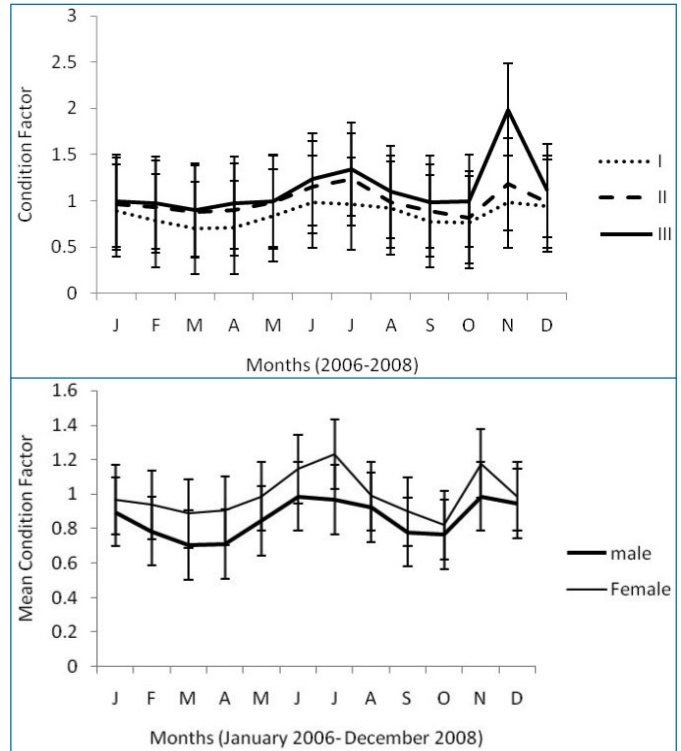 3
2.5
2
1.5
1
0.5
0
Condition Factor
J F M A M J J A S O N D
Months (2006-2008)
I
II
III
1.6
1.4
1.2
1
0.8
0.6
0.4
0.2
0
Mean Condition Factor
J F M A M J J A S O N D
Months (January 2006- December 2008)
male
Female